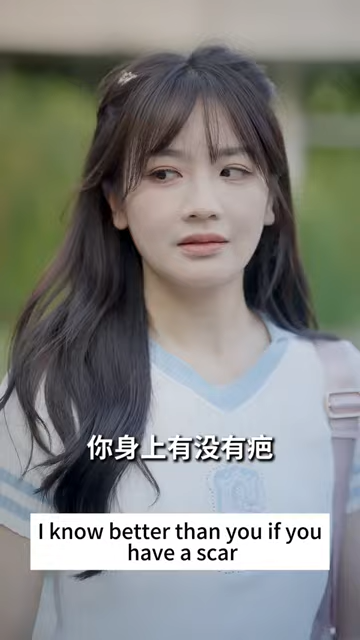 你身上有没有疤
I know better than you if you
have a scar